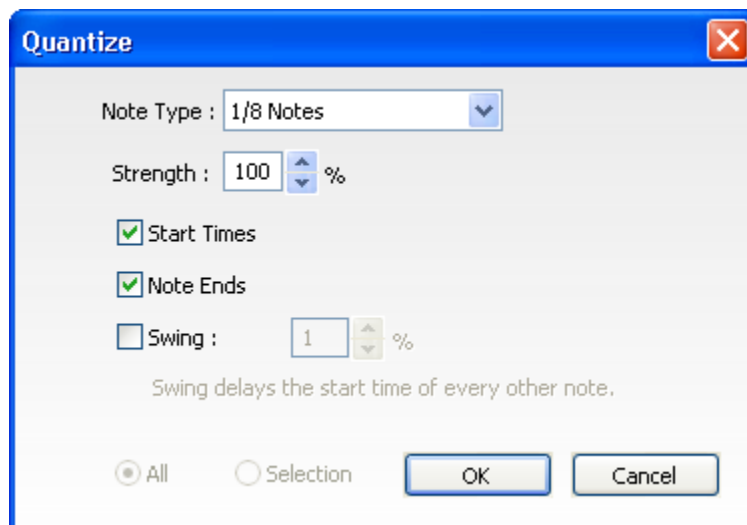 Quantize
Note Type : 1/8 Notes
Strength : 100 %
Start Times
Note Ends
Swing : 1 %
Swing delays the start time of every other note.
All Selection OK Cancel